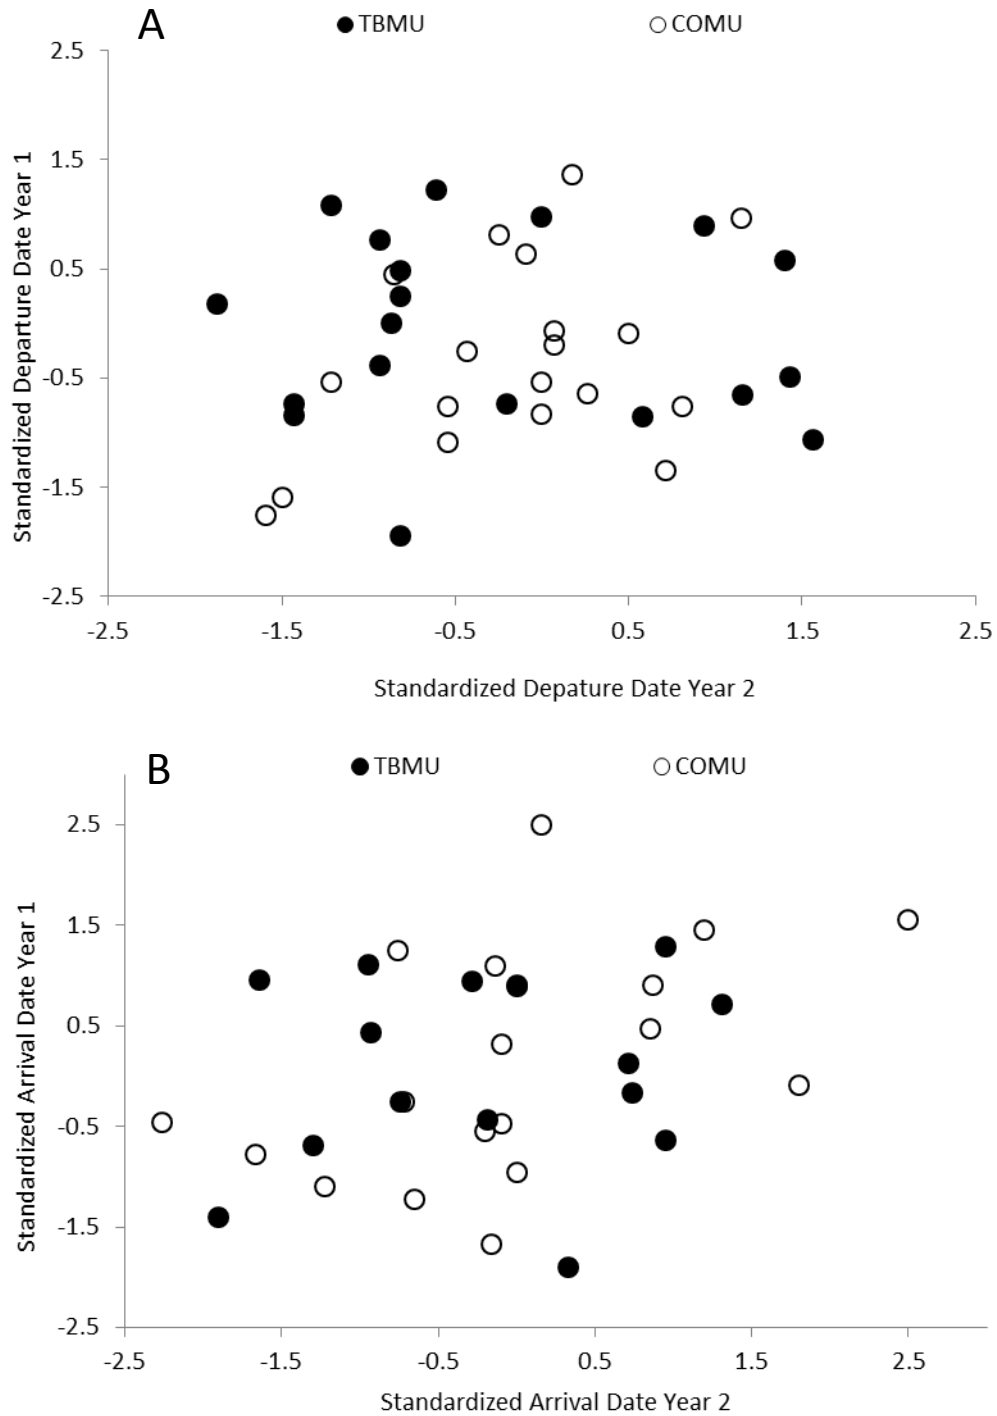 A
TBMU COMU
2.5
1.5
0.5
-0.5
-1.5
-2.5
Standardized Departure Date Year 1
-2.5 -1.5 -0.5 0.5 1.5 2.5
Standardized Depature Date Year 2
B
TBMU COMU
2.5
1.5
0.5
-0.5
-1.5
-2.5
Standardized Arrival Date Year 1
-2.5 -1.5 -0.5 0.5 1.5 2.5
Standardized Arrival Date Year 2